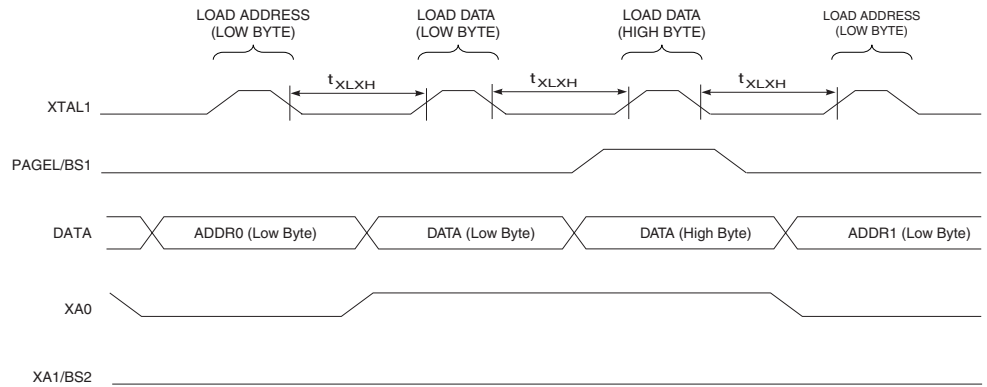 LOAD ADDRESS
(LOW BYTE)
LOAD DATA
(LOW BYTE)
LOAD DATA
(HIGH BYTE)
LOAD ADDRESS
(LOW BYTE)
tXLXH
tXLXH
tXLXH
XTAL1
PAGEL/BS1
DATA
ADDR0 (Low Byte)
DATA (Low Byte)
DATA (High Byte)
ADDR1 (Low Byte)
XA0
XA1/BS2